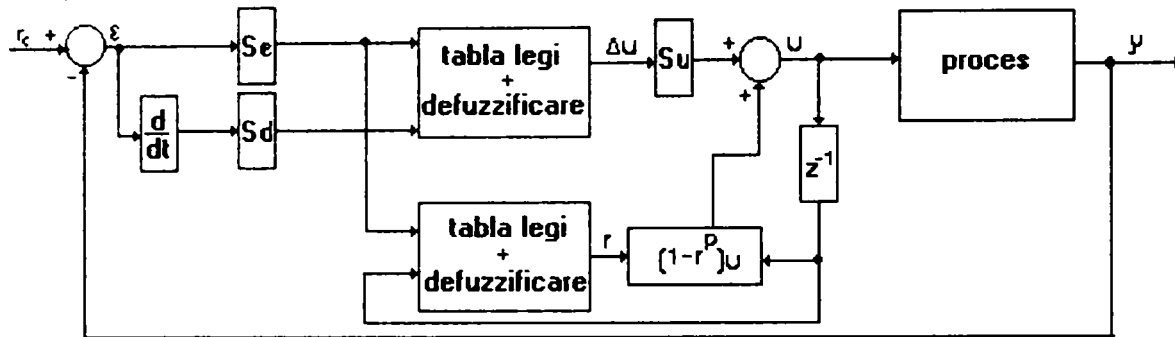 r_c + ε
-
Se
d
dt
Sd
tabla legi
+
defuzzificare
Δu
Su
+ u
+
proces
y
z^-1
tabla legi
+
defuzzificare
r
(1-r^p)u